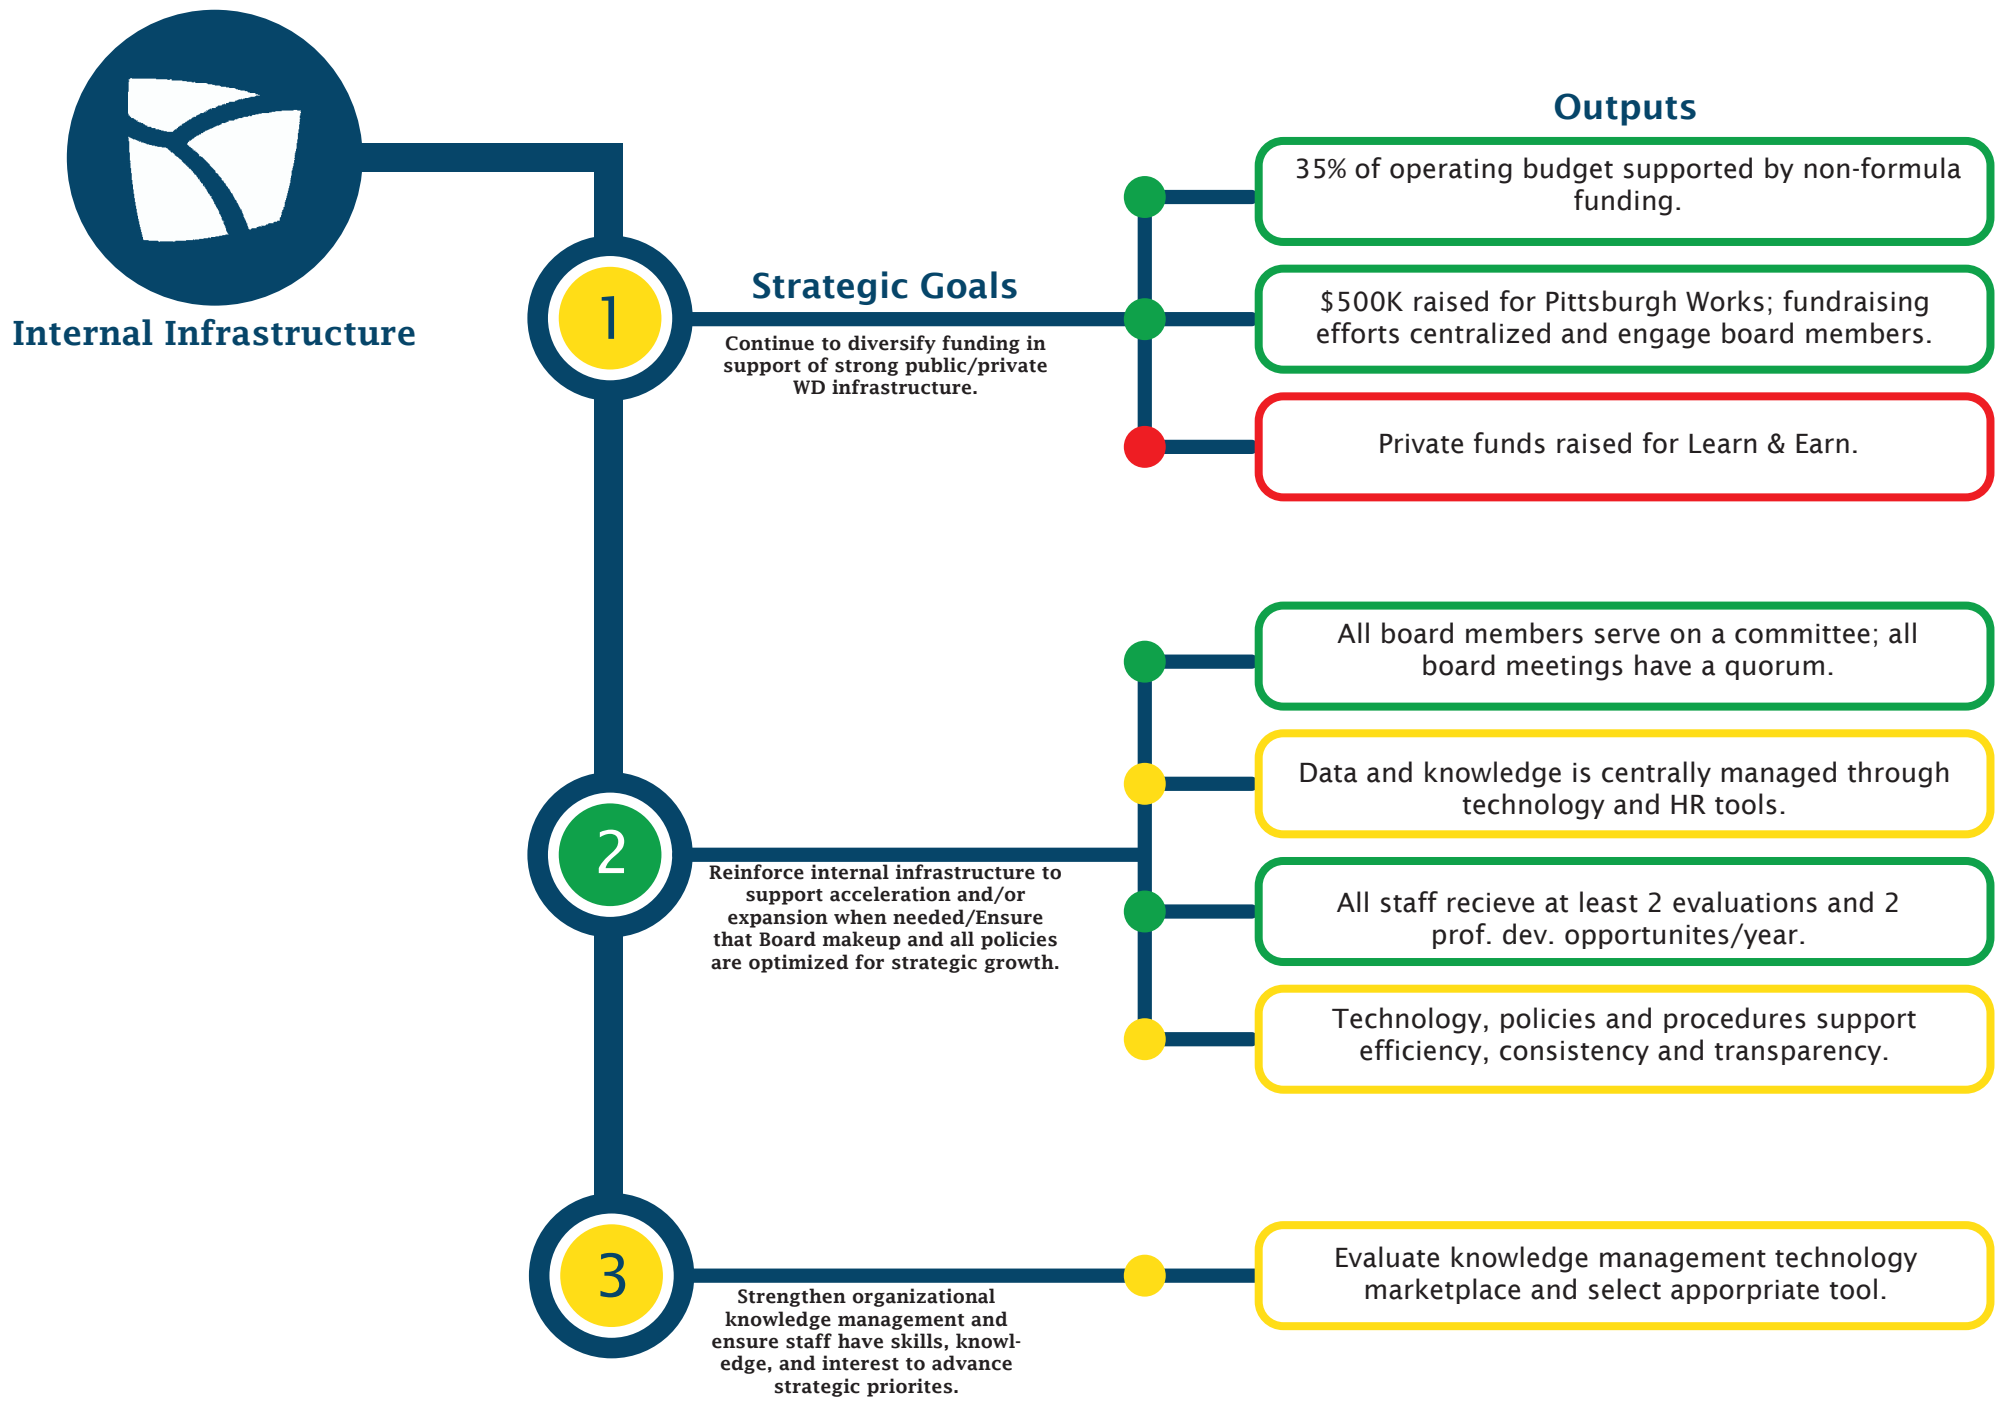 Internal Infrastructure
Strategic Goals
Outputs
1
Continue to diversify funding in
support of strong public/private
WD infrastructure.
35% of operating budget supported by non-formula
funding.
$500K raised for Pittsburgh Works; fundraising
efforts centralized and engage board members.
Private funds raised for Learn & Earn.
2
Reinforce internal infrastructure to
support acceleration and/or
expansion when needed/Ensure
that Board makeup and all policies
are optimized for strategic growth.
All board members serve on a committee; all
board meetings have a quorum.
Data and knowledge is centrally managed through
technology and HR tools.
All staff recieve at least 2 evaluations and 2
prof. dev. opportunites/year.
Technology, policies and procedures support
efficiency, consistency and transparency.
3
Strengthen organizational
knowledge management and
ensure staff have skills, knowl-
edge, and interest to advance
strategic priorites.
Evaluate knowledge management technology
marketplace and select apporpriate tool.